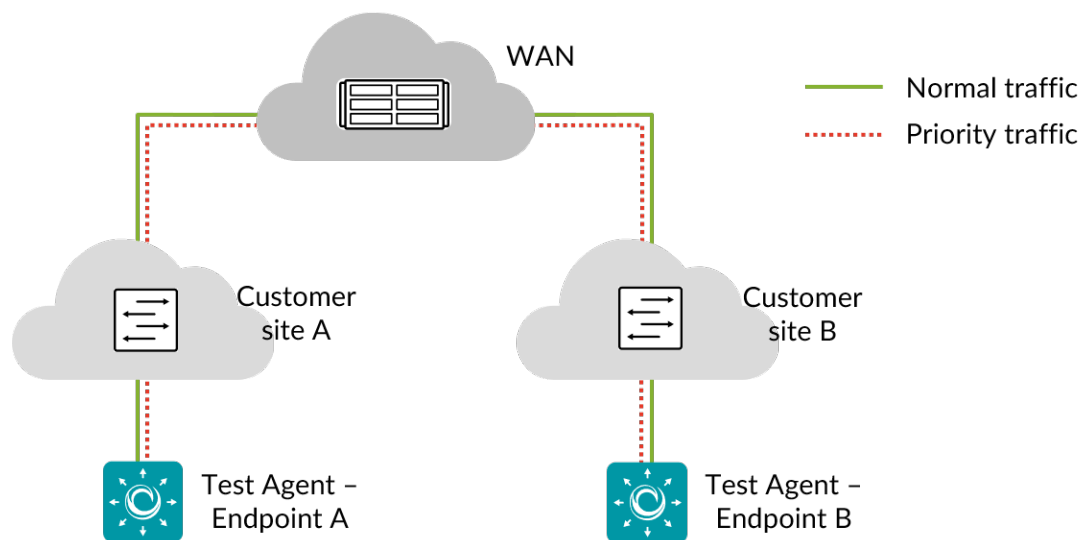 WAN
Normal traffic
Priority traffic
Customer
site A
Customer
site B
Test Agent –
Endpoint A
Test Agent –
Endpoint B